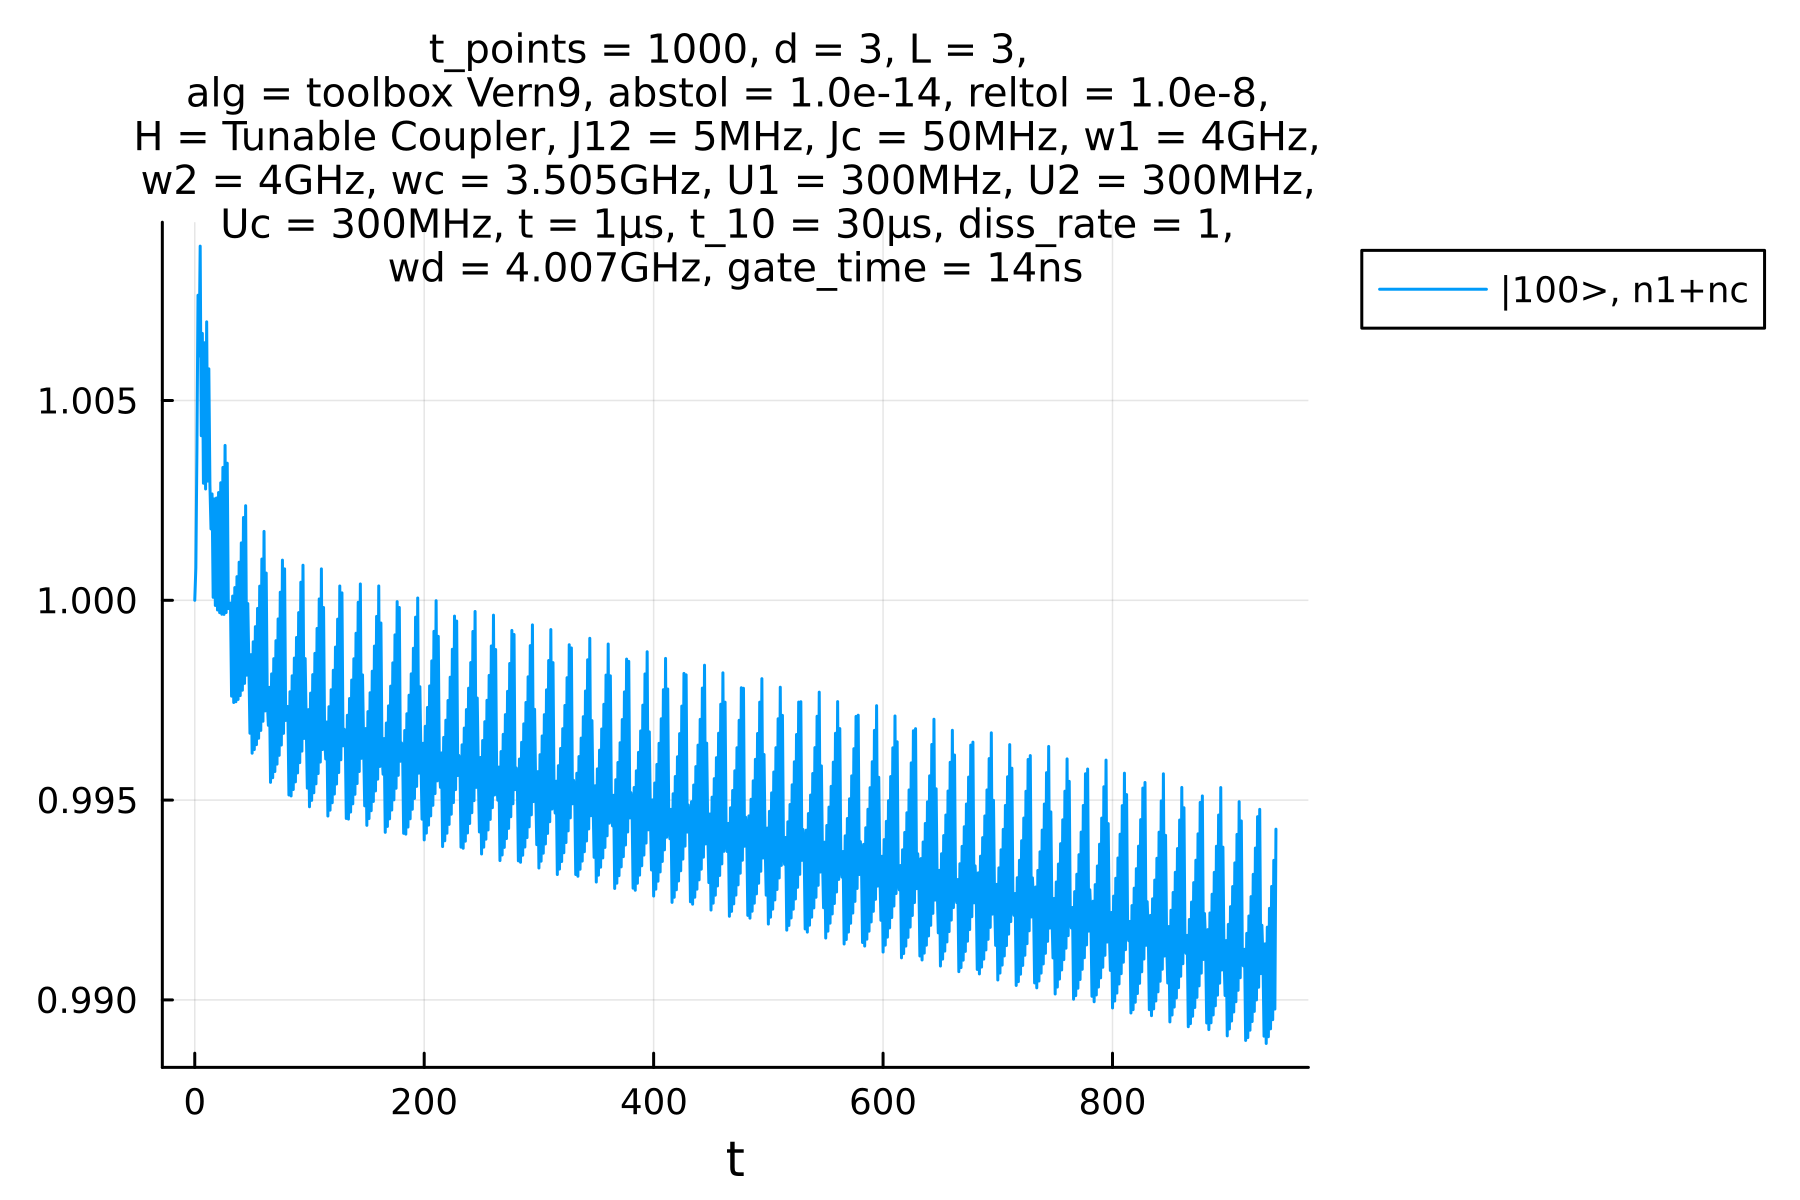 t_points = 1000, d = 3, L = 3,
alg = toolbox Vern9, abstol = 1.0e-14, reltol = 1.0e-8,
H = Tunable Coupler, J12 = 5MHz, Jc = 50MHz, w1 = 4GHz,
w2 = 4GHz, wc = 3.505GHz, U1 = 300MHz, U2 = 300MHz,
Uc = 300MHz, t = 1μs, t_10 = 30μs, diss_rate = 1,
wd = 4.007GHz, gate_time = 14ns
|100>, n1+nc
1.005
1.000
0.995
0.990
0 200 400 600 800
t